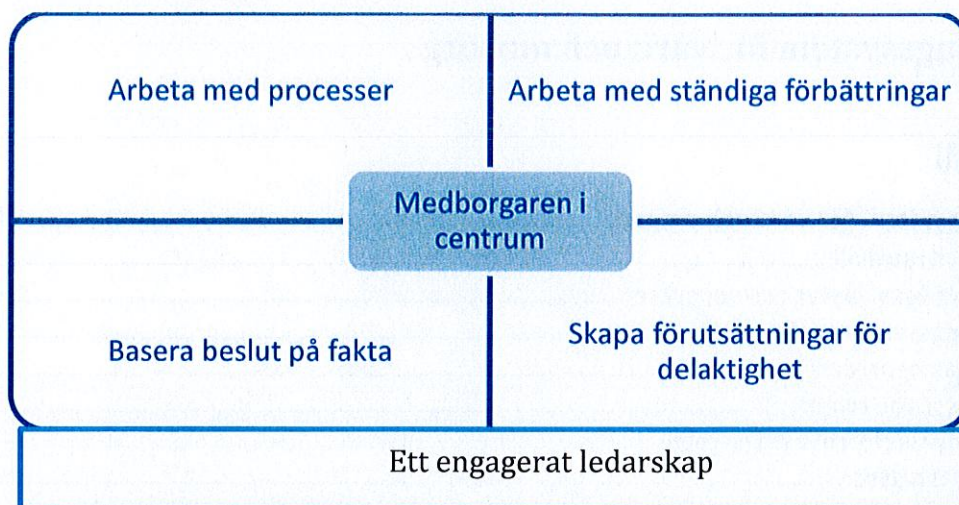 Arbeta med processer
Arbeta med ständiga förbättringar
Medborgaren i
centrum
Basera beslut på fakta
Skapa förutsättningar för
delaktighet
Ett engagerat ledarskap